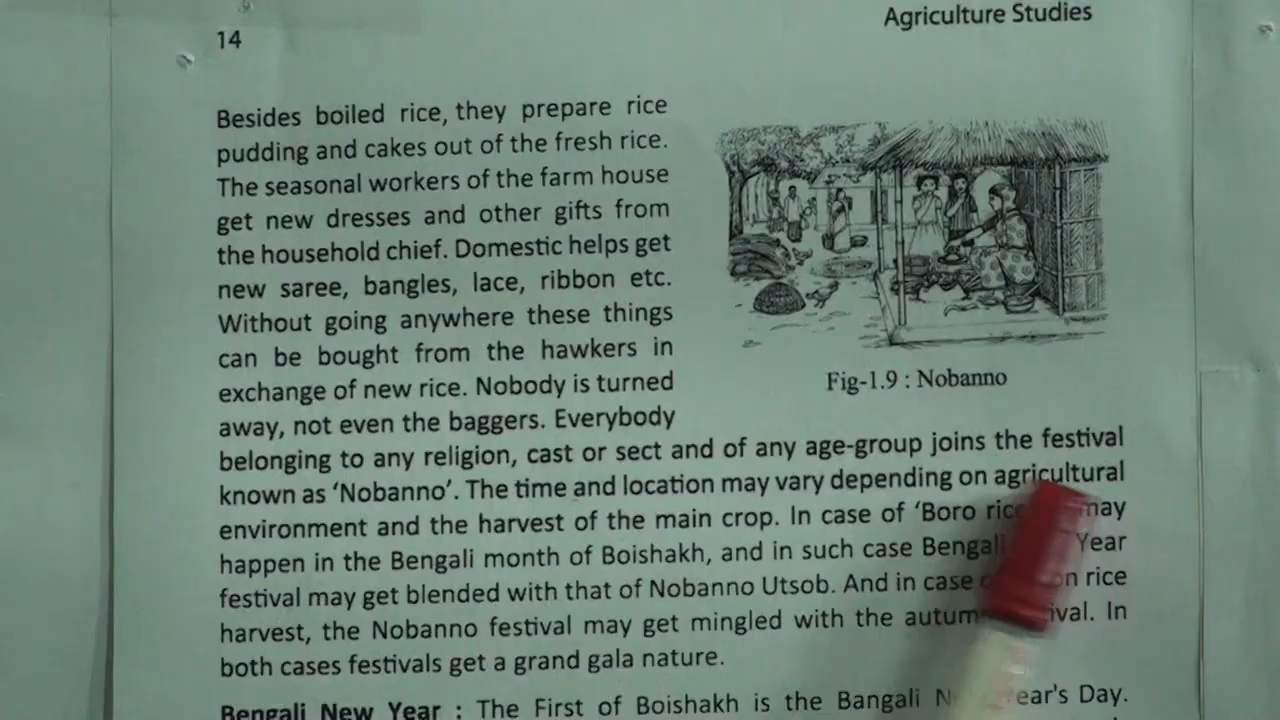 14
Agriculture Studies
Besides boiled rice, they prepare rice
pudding and cakes out of the fresh rice.
The seasonal workers of the farm house
get new dresses and other gifts from
the household chief. Domestic helps get
new saree, bangles, lace, ribbon etc.
Without going anywhere these things
can be bought from the hawkers in
exchange of new rice. Nobody is turned
away, not even the baggers. Everybody
Fig-1.9 : Nobanno
belonging to any religion, cast or sect and of any age-group joins the festival
known as ‘Nobanno’. The time and location may vary depending on agricultural
environment and the harvest of the main crop. In case of ‘Boro rice may
happen in the Bengali month of Boishakh, and in such case Bengali Year
festival may get blended with that of Nobanno Utsob. And in case rice
harvest, the Nobanno festival may get mingled with the In
both cases festivals get a grand gala nature.
Bengali New Year : The First of Boishakh is the Bangali Day.